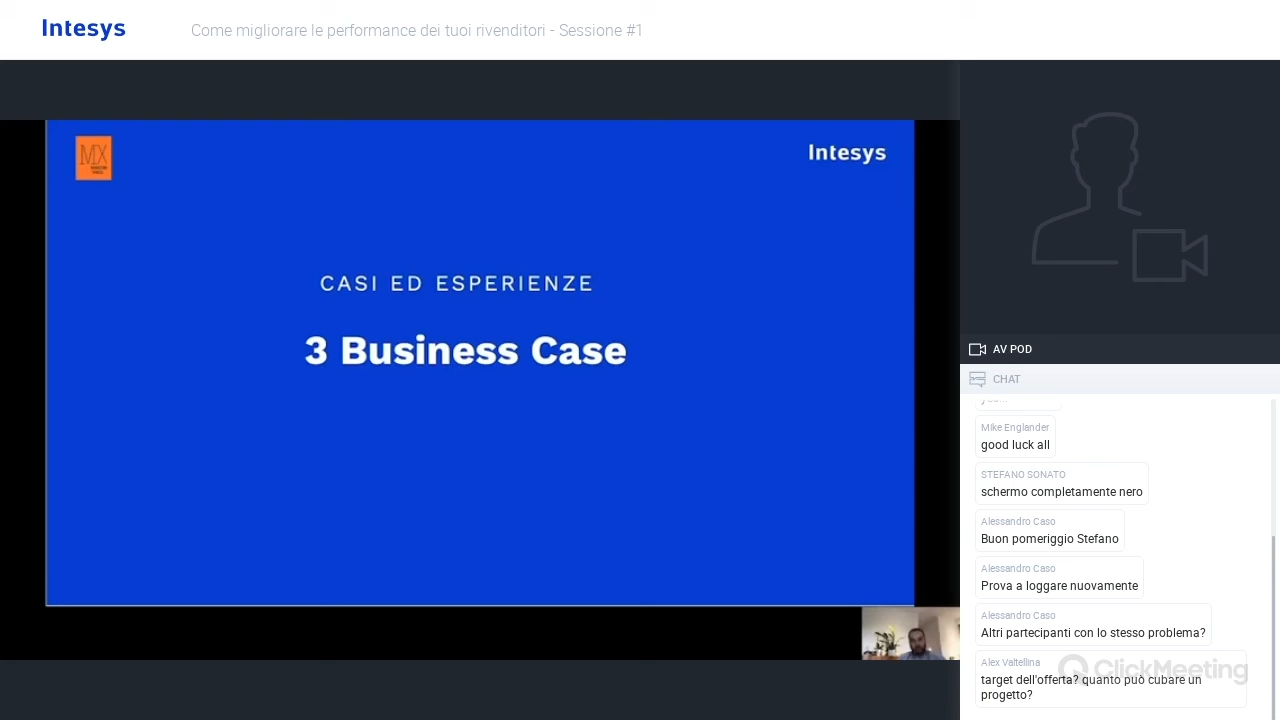 Intesys
Come migliorare le performance dei tuoi rivenditori - Sessione #1
MX
Intesys
CASI ED ESPERIENZE
3 Business Case
AV POD
CHAT
Mike Englander
good luck all
STEFANO SONATO
schermo completamente nero
Alessandro Caso
Buon pomeriggio Stefano
Alessandro Caso
Prova a loggare nuovamente
Alessandro Caso
Altri partecipanti con lo stesso problema?
Alex Valtellina
target dell'offerta? quanto può cubare un
progetto?
ClickMeeting